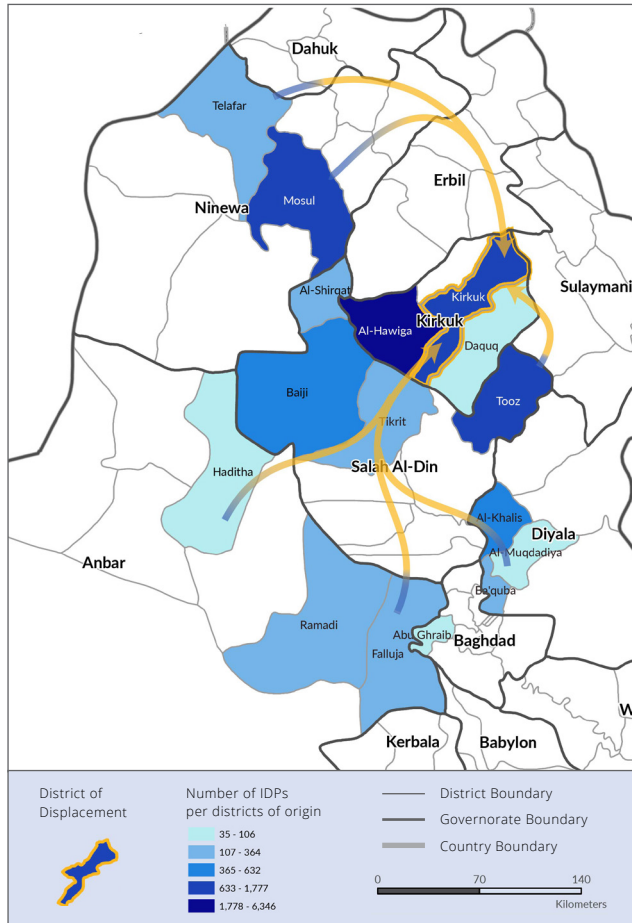 Dahuk
Telafar
Erbil
Mosul
Ninewa
Sulaymani
Al-Shirqat
Kirkuk
Al-Hawiga
Kirkuk
Daquq
Baiji
Tooz
Tikrit
Haditha
Salah Al-Din
Al-Khalis
Diyala
Anbar
Al-Muqdadiya
Ba'quba
Ramadi
Abu Ghraib
Baghdad
Falluja
W
Kerbala
Babylon
District of
Displacement
Number of IDPs
per districts of origin
35 - 106
107 - 364
365 - 632
633 - 1,777
1,778 - 6,346
District Boundary
Governorate Boundary
Country Boundary
0 70 140
Kilometers